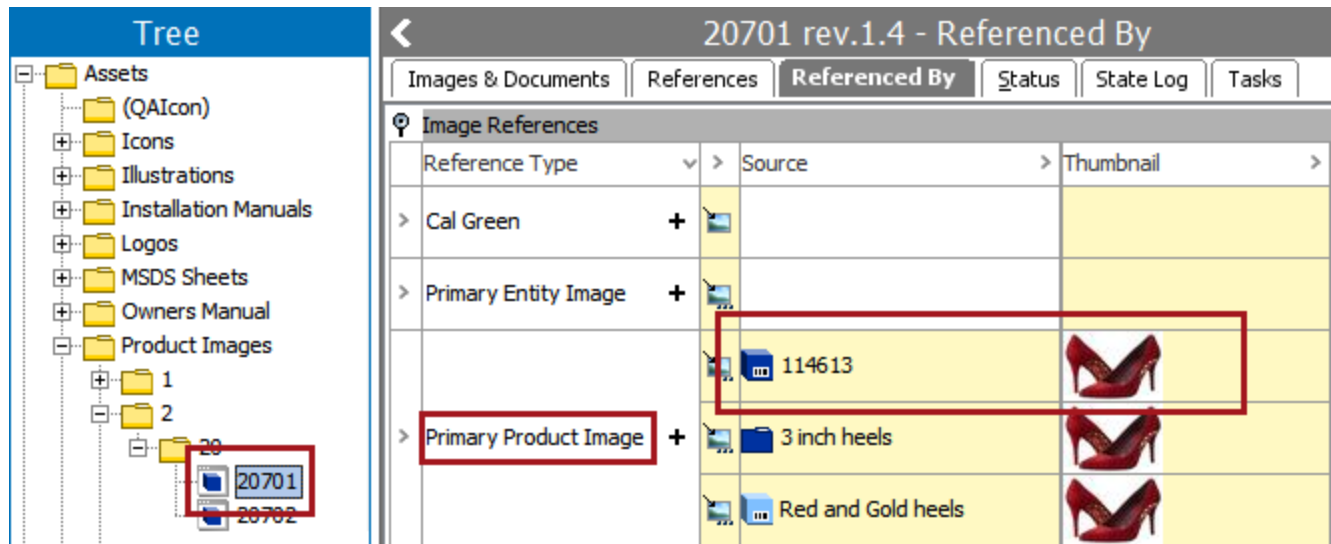 Tree
Assets
(QAIcon)
Icons
Illustrations
Installation Manuals
Logos
MSDS Sheets
Owners Manual
Product Images
1
2
20
20701
20702
20701 rev.1.4 - Referenced By
Images & Documents References Referenced By Status State Log Tasks
Image References
Reference Type > Source > Thumbnail >
> Cal Green +
> Primary Entity Image +
114613
> Primary Product Image + 3 inch heels
Red and Gold heels